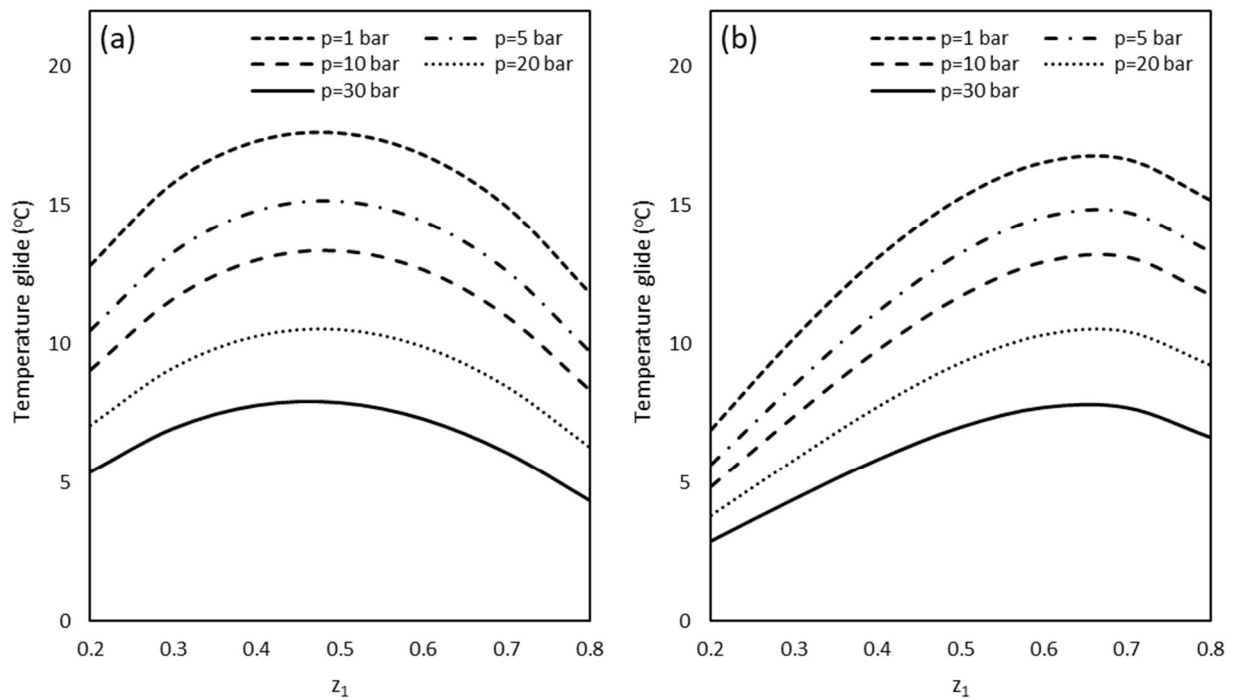 (a)
p=1 bar p=5 bar
p=10 bar p=20 bar
p=30 bar
Temperature glide (ºC)
20
15
10
5
0
0.2 0.3 0.4 0.5 0.6 0.7 0.8
z₁
(b)
p=1 bar p=5 bar
p=10 bar p=20 bar
p=30 bar
Temperature glide (ºC)
20
15
10
5
0
0.2 0.3 0.4 0.5 0.6 0.7 0.8
z₁